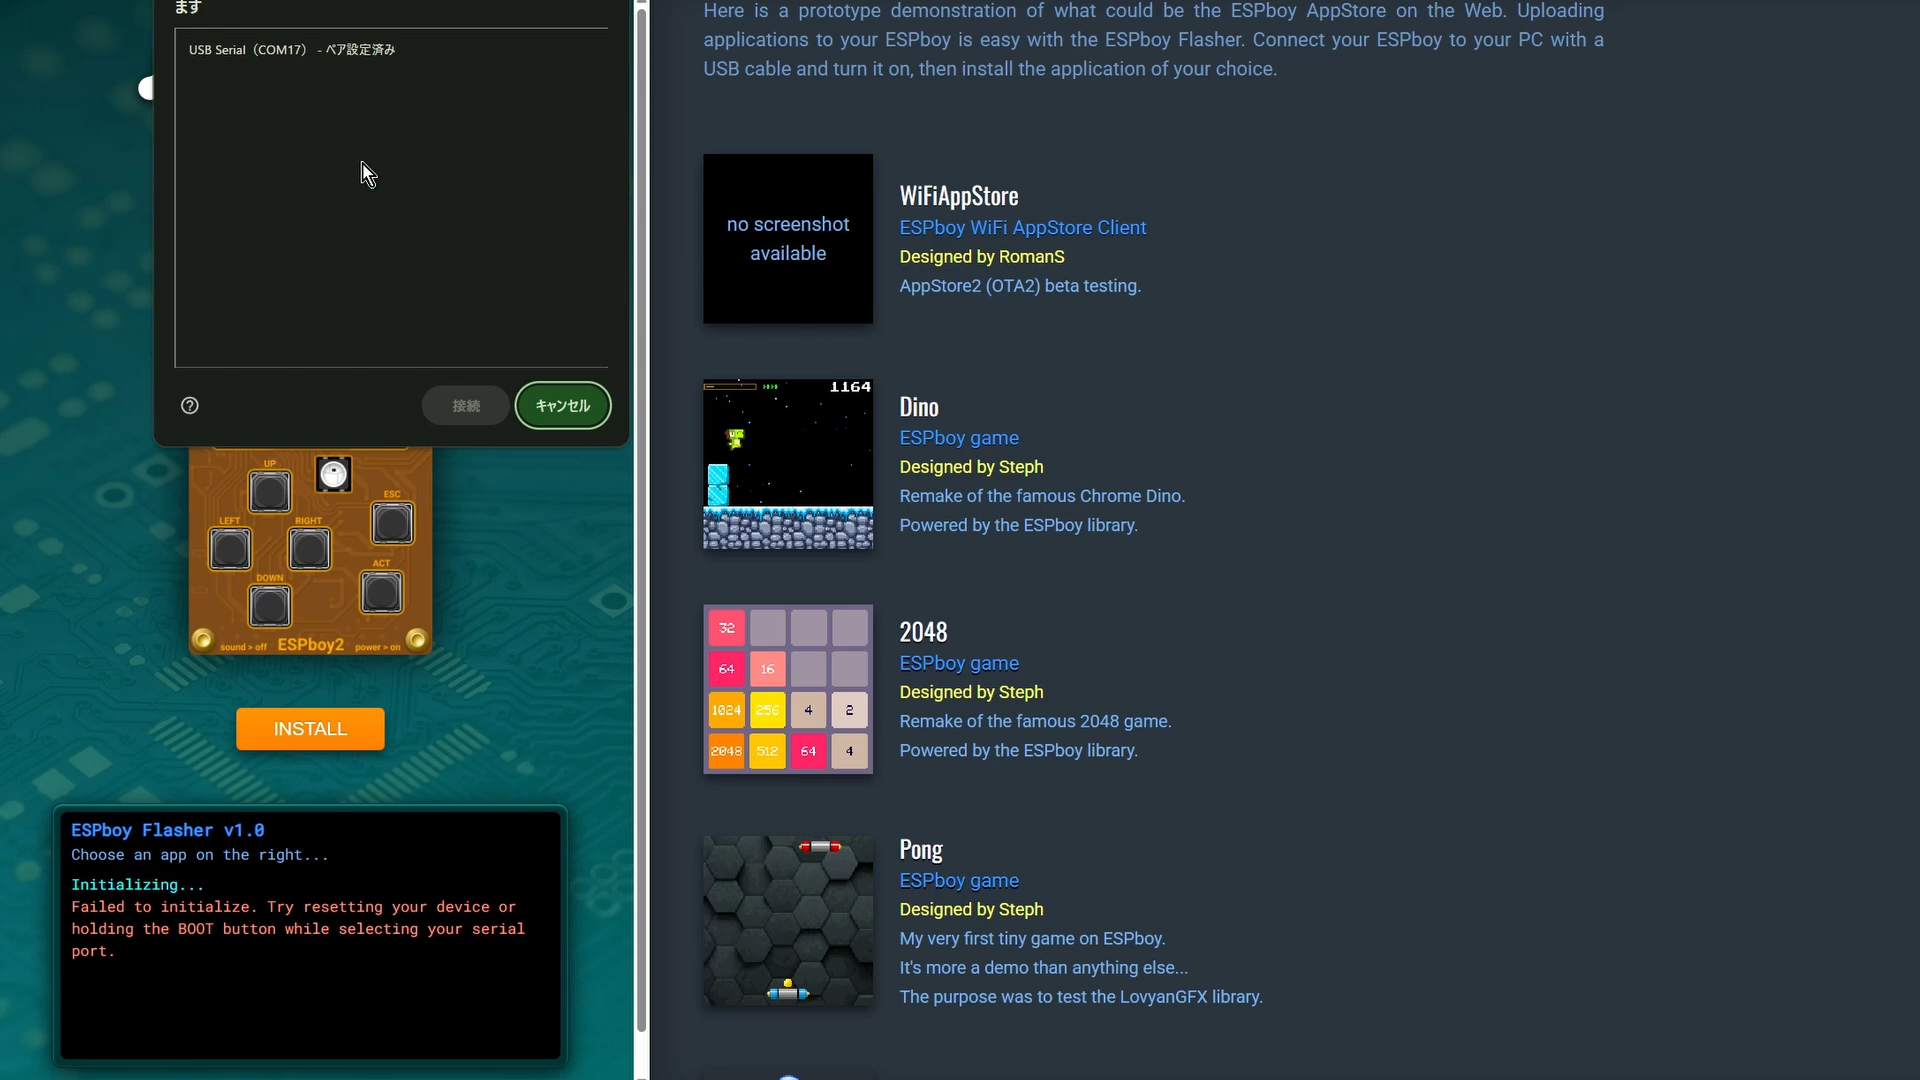 ます
USB Serial（COM17） - ペア設定済み
接続
キャンセル
UP
ESC
LEFT
RIGHT
ACT
DOWN
sound > off
ESPboy2
power > on
INSTALL
ESPboy Flasher v1.0
Choose an app on the right...
Initializing...
Failed to initialize. Try resetting your device or
holding the BOOT button while selecting your serial
port.
Here is a prototype demonstration of what could be the ESPboy AppStore on the Web. Uploading
applications to your ESPboy is easy with the ESPboy Flasher. Connect your ESPboy to your PC with a
USB cable and turn it on, then install the application of your choice.
no screenshot
available
WiFiAppStore
ESPboy WiFi AppStore Client
Designed by RomanS
AppStore2 (OTA2) beta testing.
1164
Dino
ESPboy game
Designed by Steph
Remake of the famous Chrome Dino.
Powered by the ESPboy library.
32
64 16
1024 256 4 2
2048 512 64 4
2048
ESPboy game
Designed by Steph
Remake of the famous 2048 game.
Powered by the ESPboy library.
Pong
ESPboy game
Designed by Steph
My very first tiny game on ESPboy.
It's more a demo than anything else...
The purpose was to test the LovyanGFX library.